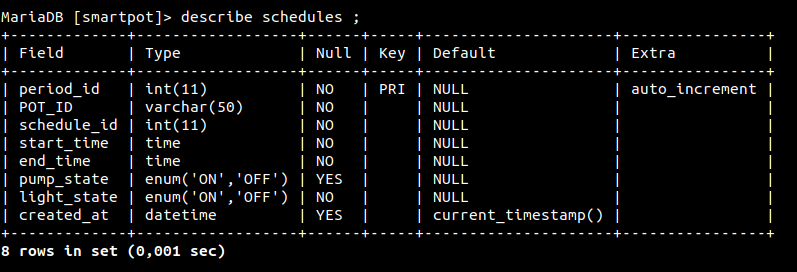 MariaDB [smartpot]> describe schedules ;
+-------------+------------------+------+-----+---------------------+----------------+
| Field       | Type             | Null | Key | Default             | Extra          |
+-------------+------------------+------+-----+---------------------+----------------+
| period_id   | int(11)          | NO   | PRI | NULL                | auto_increment |
| POT_ID      | varchar(50)      | NO   |     | NULL                |                |
| schedule_id | int(11)          | NO   |     | NULL                |                |
| start_time  | time             | NO   |     | NULL                |                |
| end_time    | time             | NO   |     | NULL                |                |
| pump_state  | enum('ON','OFF') | YES  |     | NULL                |                |
| light_state | enum('ON','OFF') | NO   |     | NULL                |                |
| created_at  | datetime         | YES  |     | current_timestamp() |                |
+-------------+------------------+------+-----+---------------------+----------------+
8 rows in set (0,001 sec)